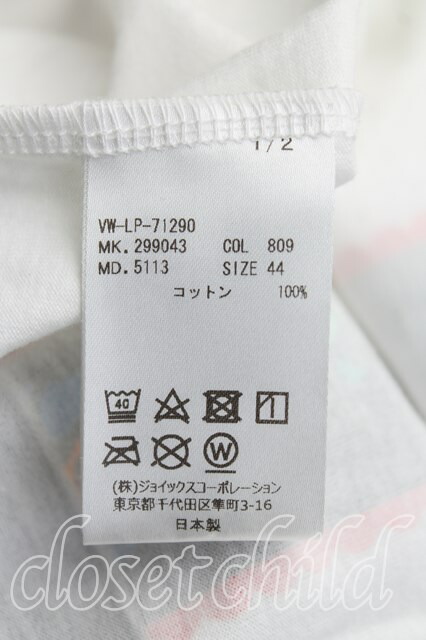 1/2
VW-LP-71290
MK. 299043 COL 809
MD. 5113 SIZE 44
コットン 100%
40
W
(株)ジョイックスコーポレーション
東京都千代田区隼町3-16
日本製
closet child